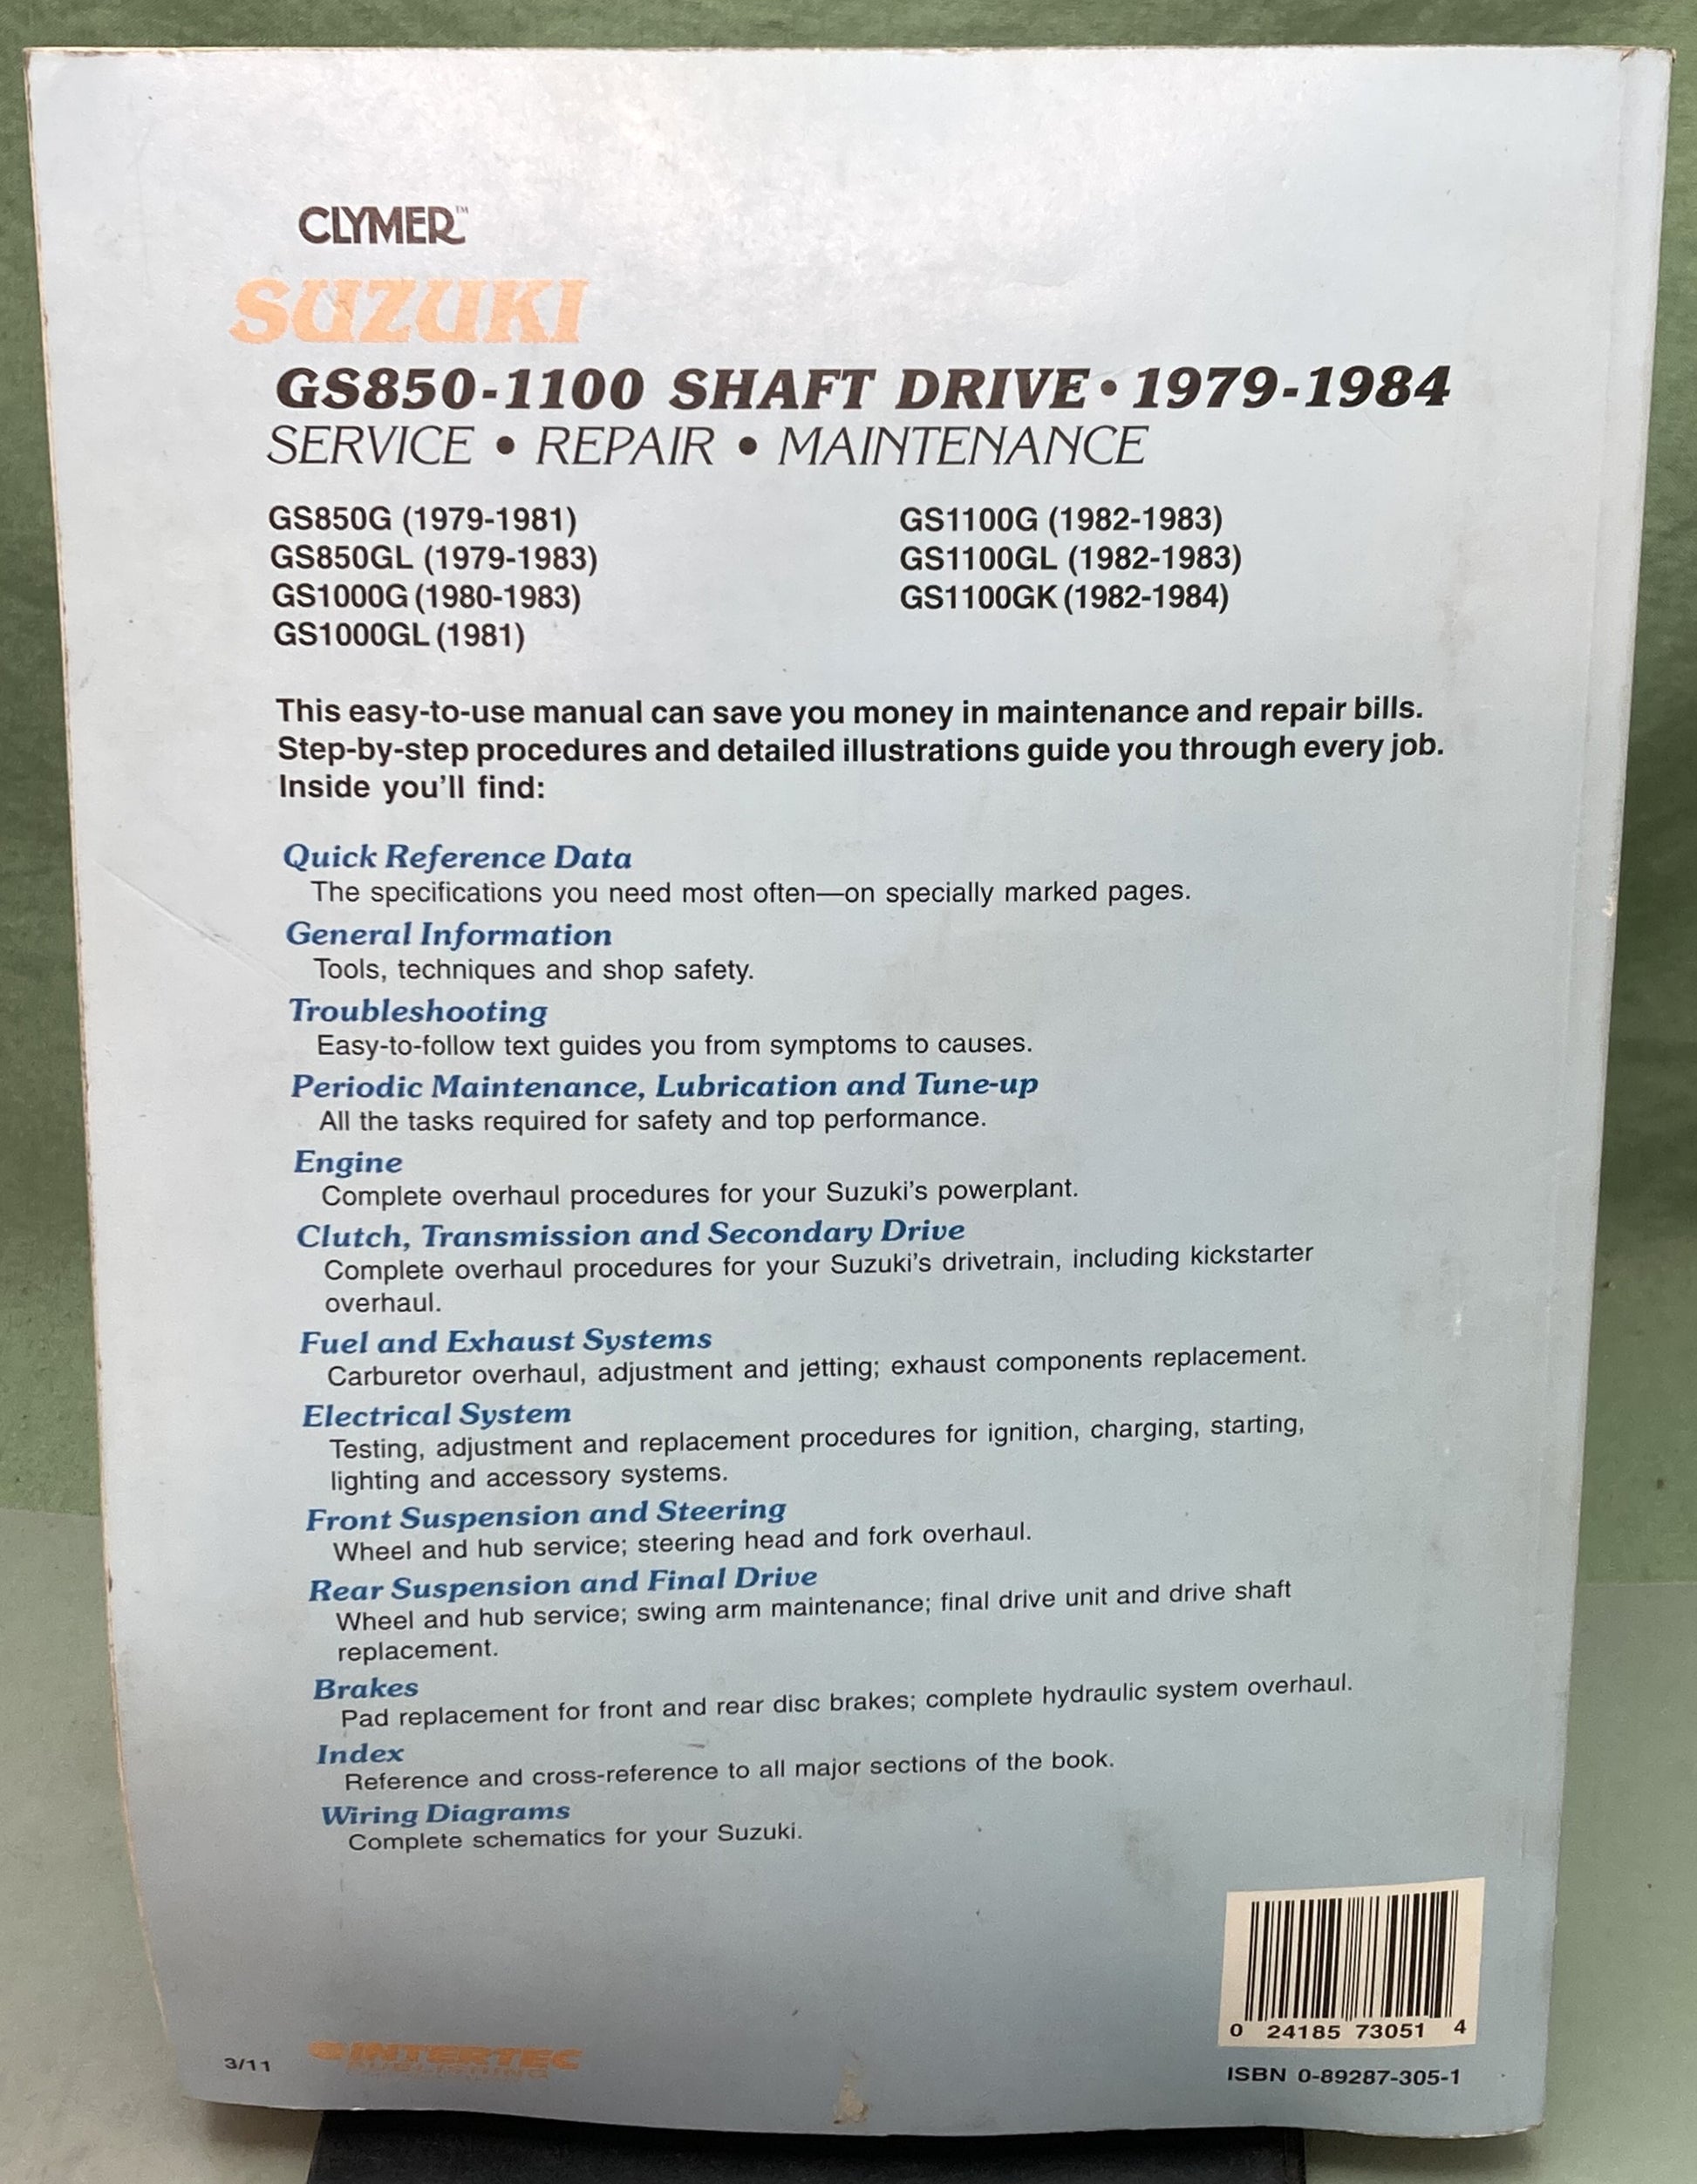 CLYMER™
SUZUKI
GS850-1100 SHAFT DRIVE • 1979-1984
SERVICE • REPAIR • MAINTENANCE
GS850G (1979-1981)
GS850GL (1979-1983)
GS1000G (1980-1983)
GS1000GL (1981)
GS1100G (1982-1983)
GS1100GL (1982-1983)
GS1100GK (1982-1984)
This easy-to-use manual can save you money in maintenance and repair bills.
Step-by-step procedures and detailed illustrations guide you through every job.
Inside you'll find:
Quick Reference Data
The specifications you need most often—on specially marked pages.
General Information
Tools, techniques and shop safety.
Troubleshooting
Easy-to-follow text guides you from symptoms to causes.
Periodic Maintenance, Lubrication and Tune-up
All the tasks required for safety and top performance.
Engine
Complete overhaul procedures for your Suzuki's powerplant.
Clutch, Transmission and Secondary Drive
Complete overhaul procedures for your Suzuki's drivetrain, including kickstarter
overhaul.
Fuel and Exhaust Systems
Carburetor overhaul, adjustment and jetting; exhaust components replacement.
Electrical System
Testing, adjustment and replacement procedures for ignition, charging, starting,
lighting and accessory systems.
Front Suspension and Steering
Wheel and hub service; steering head and fork overhaul.
Rear Suspension and Final Drive
Wheel and hub service; swing arm maintenance; final drive unit and drive shaft
replacement.
Brakes
Pad replacement for front and rear disc brakes; complete hydraulic system overhaul.
Index
Reference and cross-reference to all major sections of the book.
Wiring Diagrams
Complete schematics for your Suzuki.
0 24185 73051 4
3/11
INTERTEC
PUBLISHING
ISBN 0-89287-305-1